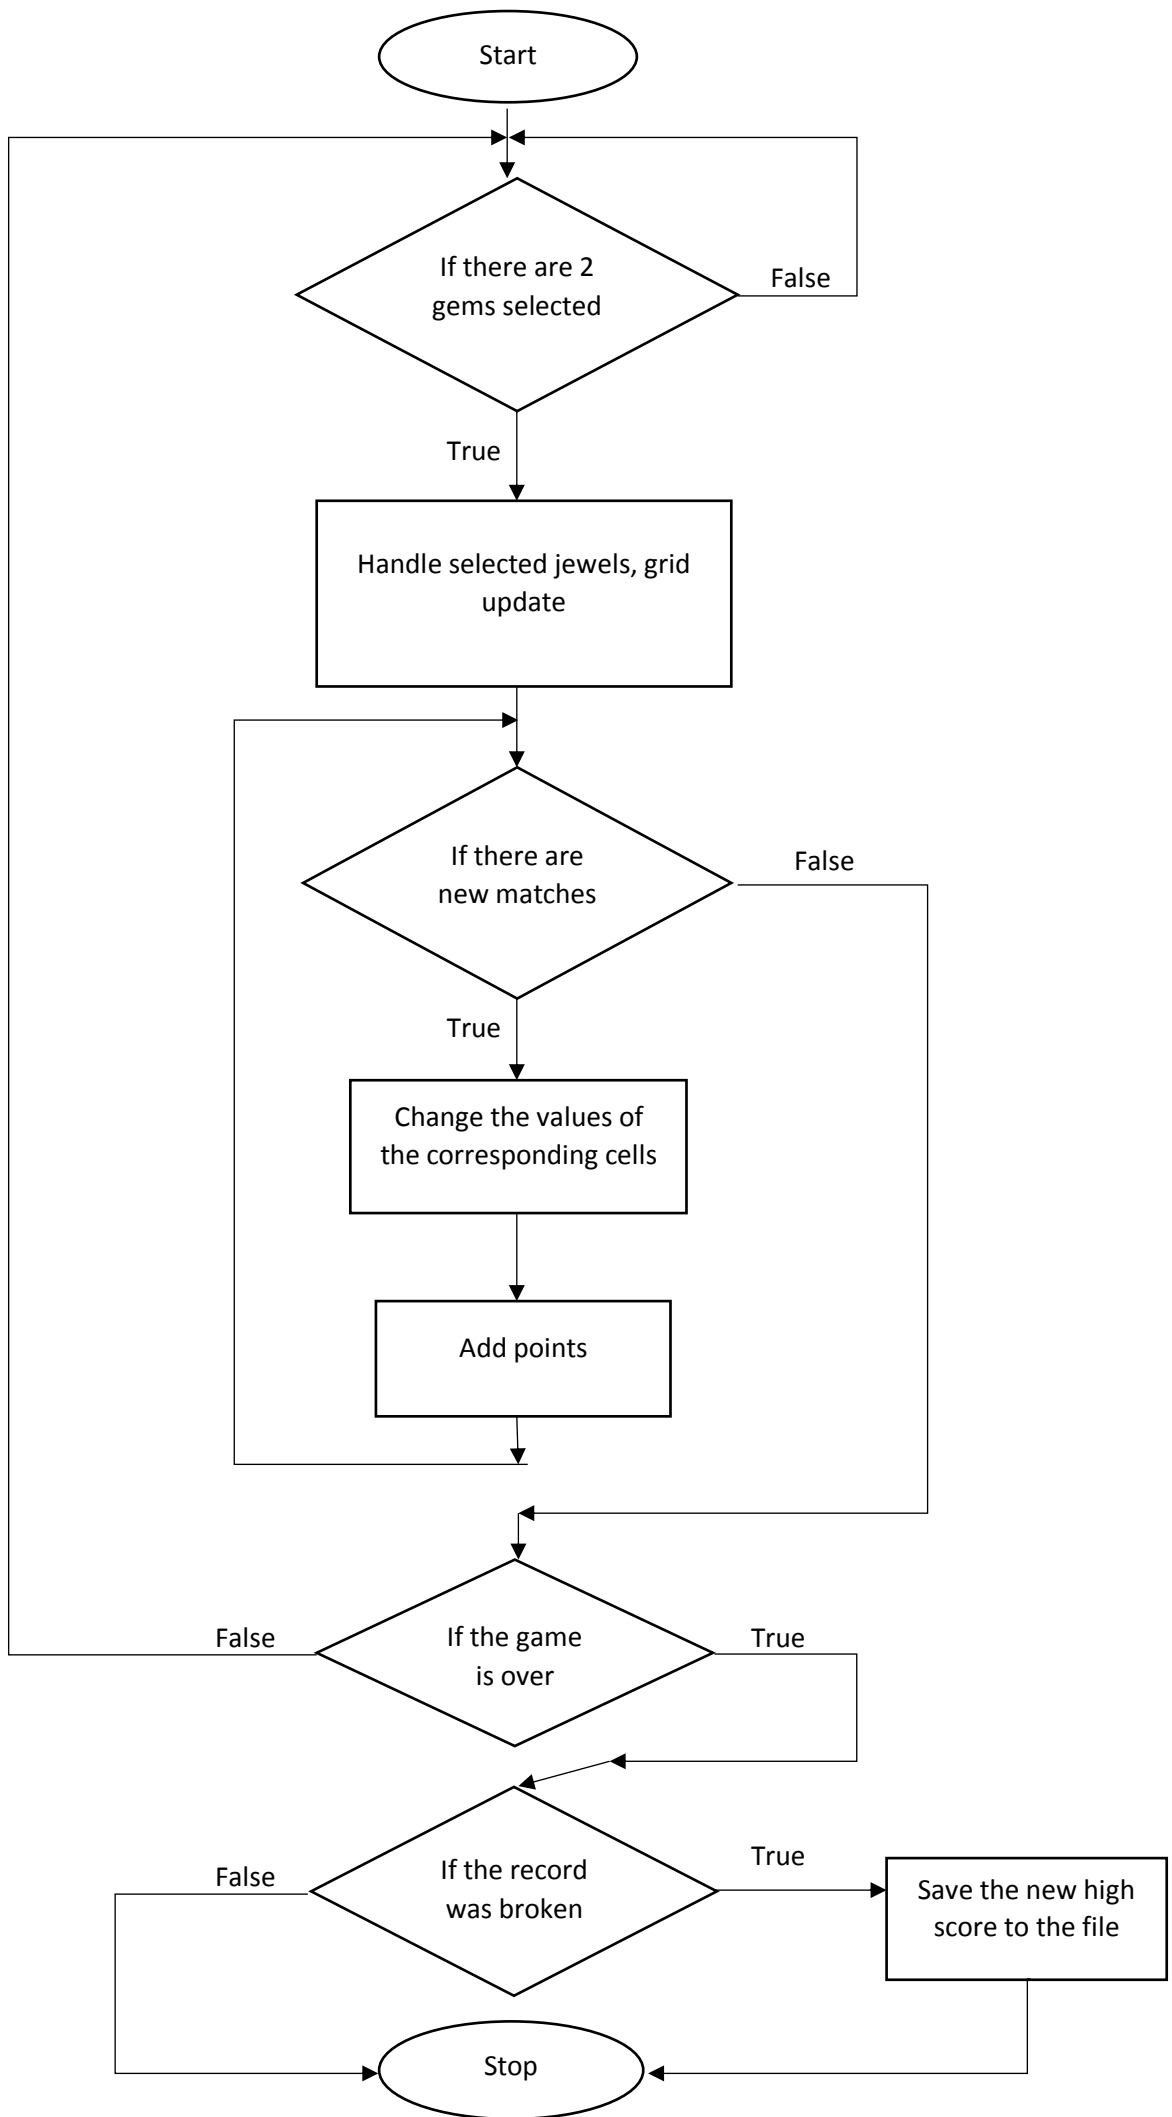 Start
If there are 2
gems selected
False
True
Handle selected jewels, grid
update
If there are
new matches
False
True
Change the values of
the corresponding cells
Add points
False
If the game
is over
True
False
If the record
was broken
True
Save the new high
score to the file
Stop